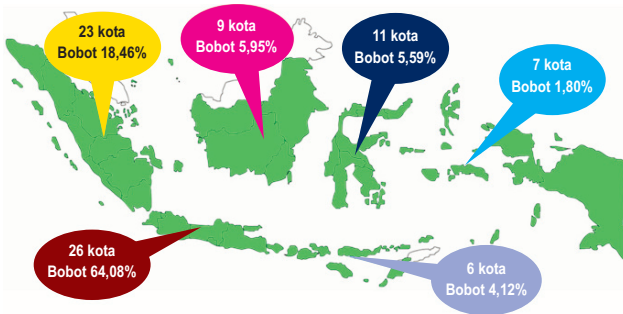 23 kota
Bobot 18,46%
9 kota
Bobot 5,95%
11 kota
Bobot 5,59%
7 kota
Bobot 1,80%
26 kota
Bobot 64,08%
6 kota
Bobot 4,12%